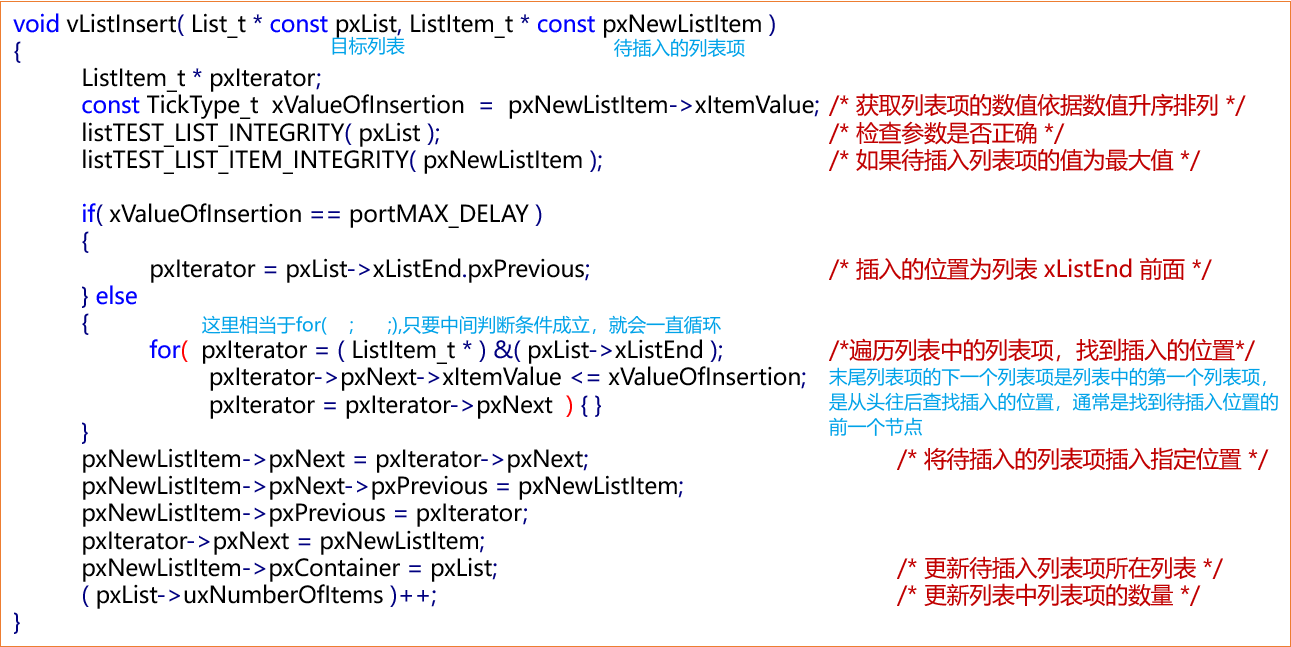 void vListInsert( List_t * const pxList, ListItem_t * const pxNewListItem )
目标列表 待插入的列表项
{
ListItem_t * pxIterator;
const TickType_t xValueOfInsertion = pxNewListItem->xItemValue; /* 获取列表项的数值依据数值升序排列 */
listTEST_LIST_INTEGRITY( pxList ); /* 检查参数是否正确 */
listTEST_LIST_ITEM_INTEGRITY( pxNewListItem ); /* 如果待插入列表项的值为最大值 */
if( xValueOfInsertion == portMAX_DELAY )
{
pxIterator = pxList->xListEnd.pxPrevious; /* 插入的位置为列表 xListEnd 前面 */
} else
{ 这里相当于for( ; ;),只要中间判断条件成立，就会一直循环
for( pxIterator = ( ListItem_t * ) &( pxList->xListEnd ); /*遍历列表中的列表项，找到插入的位置*/
pxIterator->pxNext->xItemValue <= xValueOfInsertion; 末尾列表项的下一个列表项是列表中的第一个列表项，
pxIterator = pxIterator->pxNext ) { } 是从头往后查找插入的位置，通常是找到待插入位置的
} 前一个节点
pxNewListItem->pxNext = pxIterator->pxNext; /* 将待插入的列表项插入指定位置 */
pxNewListItem->pxNext->pxPrevious = pxNewListItem;
pxNewListItem->pxPrevious = pxIterator;
pxIterator->pxNext = pxNewListItem;
pxNewListItem->pxContainer = pxList; /* 更新待插入列表项所在列表 */
( pxList->uxNumberOfItems )++; /* 更新列表中列表项的数量 */
}